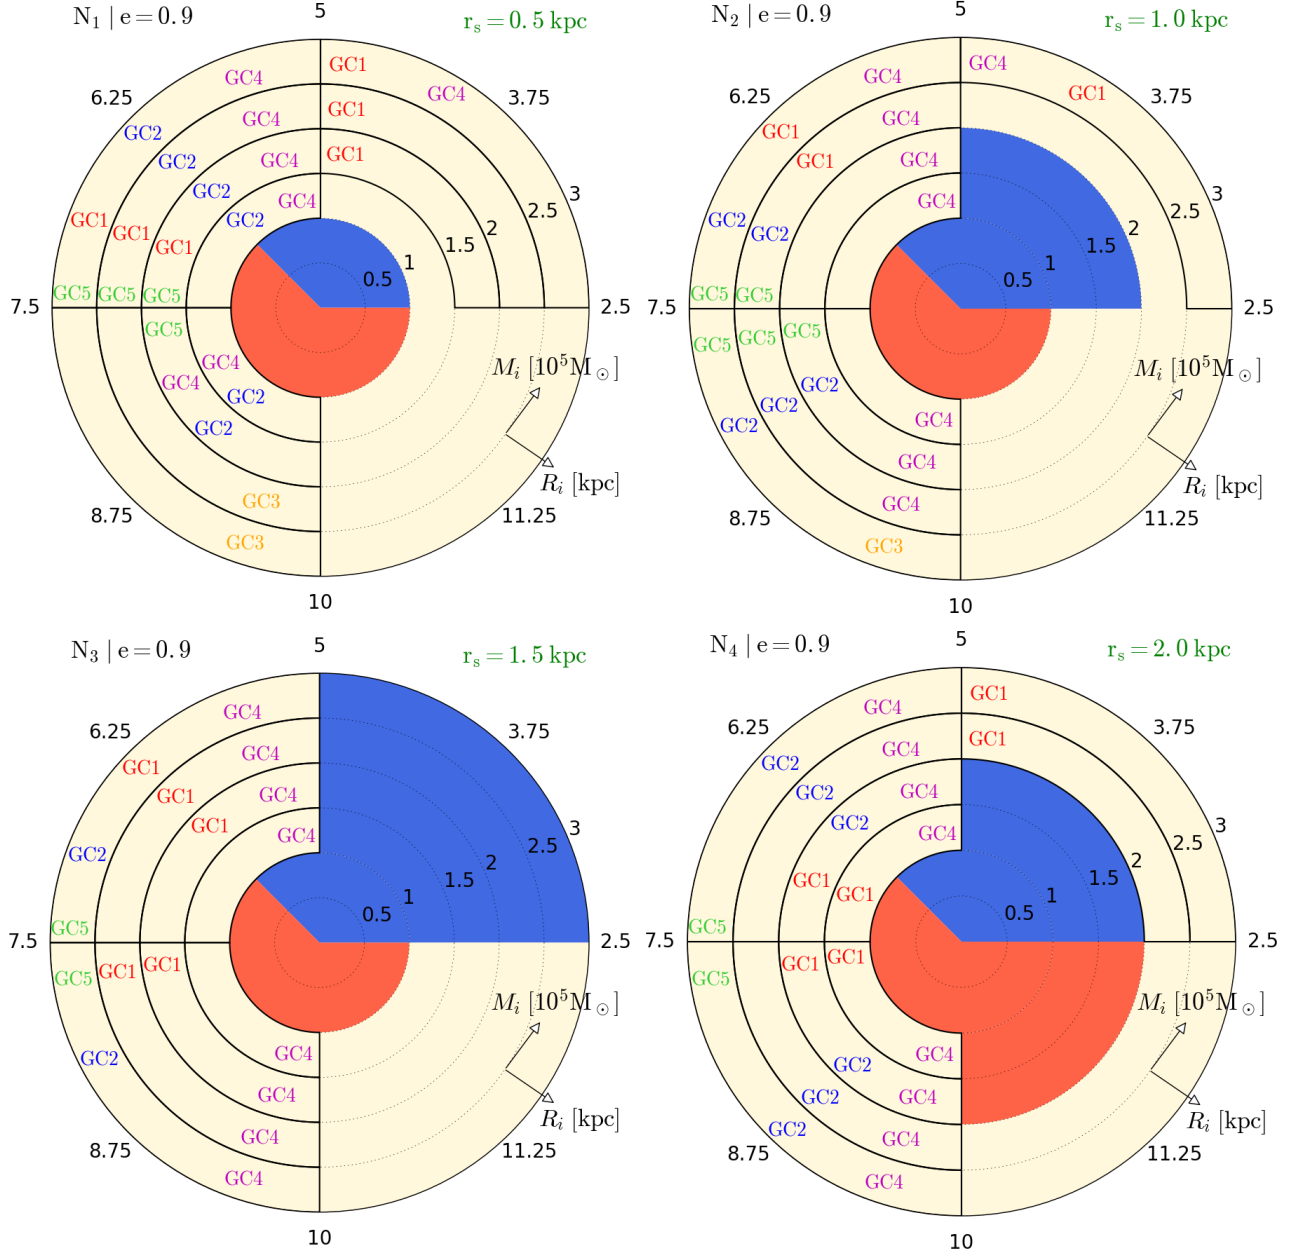 N₁ | e = 0.9
5
r_s = 0.5 kpc
GC4
GC1
6.25
GC4
3.75
GC2
GC4
GC1
GC2
GC4
GC1
GC2
GC4
3
GC1
GC1
GC2
2.5
GC1
2
1.5
1
0.5
GC5
GC5
GC5
7.5
2.5
GC5
GC4
M_i [10⁵M_⊙]
GC4
GC2
GC2
R_i [kpc]
GC3
8.75
11.25
GC3
10
N₂ | e = 0.9
5
r_s = 1.0 kpc
GC4
GC4
6.25
GC1
3.75
GC1
GC4
GC1
GC4
GC4
3
GC2
2.5
GC2
2
1.5
1
0.5
GC5
GC5
7.5
2.5
GC5
GC5
GC5
M_i [10⁵M_⊙]
GC2
GC2
GC2
GC4
GC4
R_i [kpc]
GC4
8.75
11.25
GC3
10
N₃ | e = 0.9
5
r_s = 1.5 kpc
GC4
6.25
3.75
GC4
GC1
GC1
GC4
GC1
GC4
3
2.5
GC2
2
1.5
1
0.5
GC5
7.5
2.5
GC5
GC1
GC1
M_i [10⁵M_⊙]
GC2
GC4
GC4
R_i [kpc]
GC4
8.75
11.25
GC4
10
N₄ | e = 0.9
5
r_s = 2.0 kpc
GC4
GC1
6.25
3.75
GC4
GC1
GC2
GC2
GC4
GC2
GC4
3
2.5
2
1.5
GC1
GC1
1
0.5
GC5
7.5
2.5
GC5
GC1
GC1
M_i [10⁵M_⊙]
GC2
GC4
GC2
GC4
R_i [kpc]
GC2
GC4
8.75
11.25
GC4
10